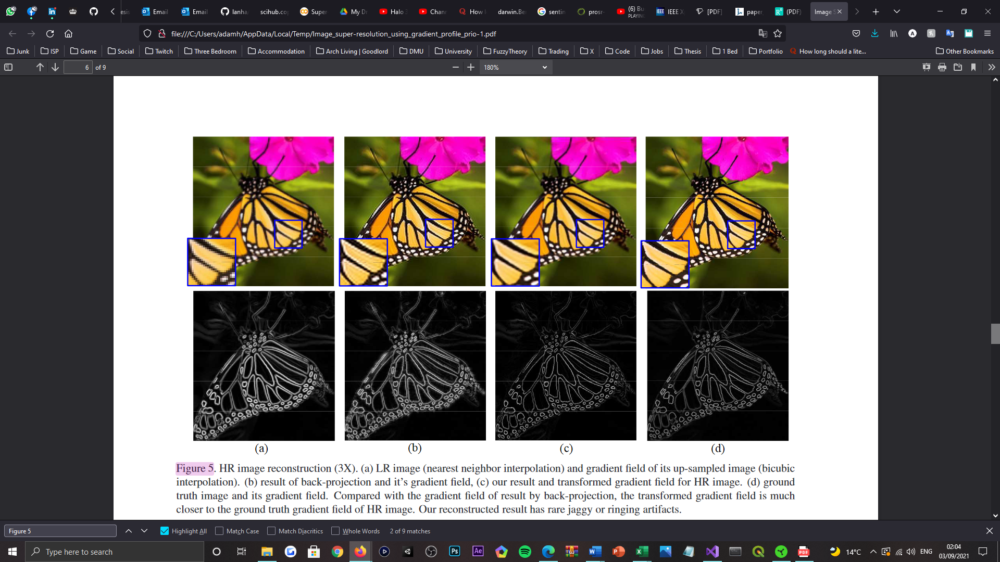 esis
Email
Email
lanha
scihub.co
Super-
My Dr
Halo
Chann
How
darwin.Be
sentin
prosr-
(6) Bu
PLAYING
IEEE X
[PDF]
paper_
(PDF)
Image S
file:///C:/Users/adamh/AppData/Local/Temp/Image_super-resolution_using_gradient_profile_prio-1.pdf
Junk
ISP
Game
Social
Twitch
Three Bedroom
Accommodation
Arch Living | Goodlord
DMU
University
FuzzyTheory
Trading
X
Code
Jobs
Thesis
1 Bed
Portfolio
How long should a lite...
Other Bookmarks
6 of 9
180%
(a)
(b)
(c)
(d)
Figure 5. HR image reconstruction (3X). (a) LR image (nearest neighbor interpolation) and gradient field of its up-sampled image (bicubic
interpolation). (b) result of back-projection and it's gradient field, (c) our result and transformed gradient field for HR image. (d) ground
truth image and its gradient field. Compared with the gradient field of result by back-projection, the transformed gradient field is much
closer to the ground truth gradient field of HR image. Our reconstructed result has rare jaggy or ringing artifacts.
Figure 5
Highlight All
Match Case
Match Diacritics
Whole Words
2 of 9 matches
Type here to search
14°C
ENG
02:04
03/09/2021